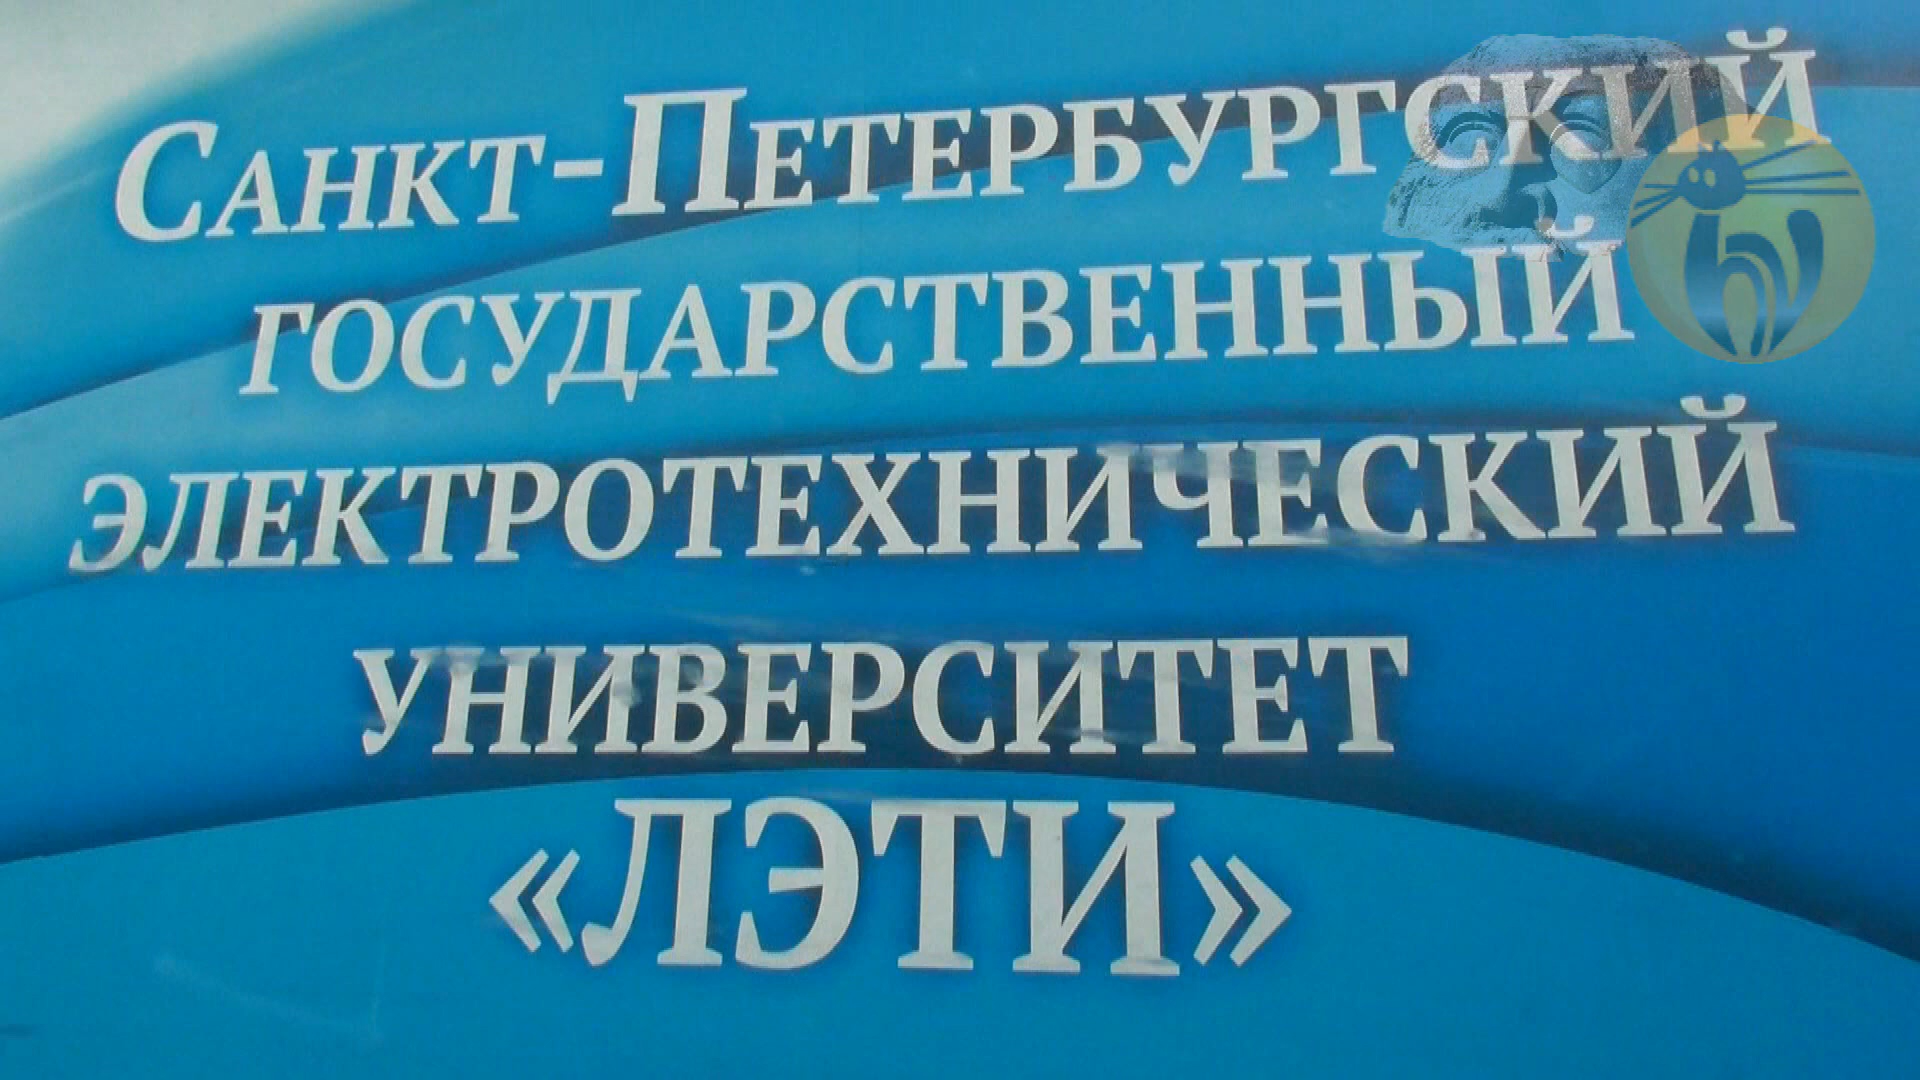 Санкт-Петербургский
государственный
электротехнический
университет
«ЛЭТИ»